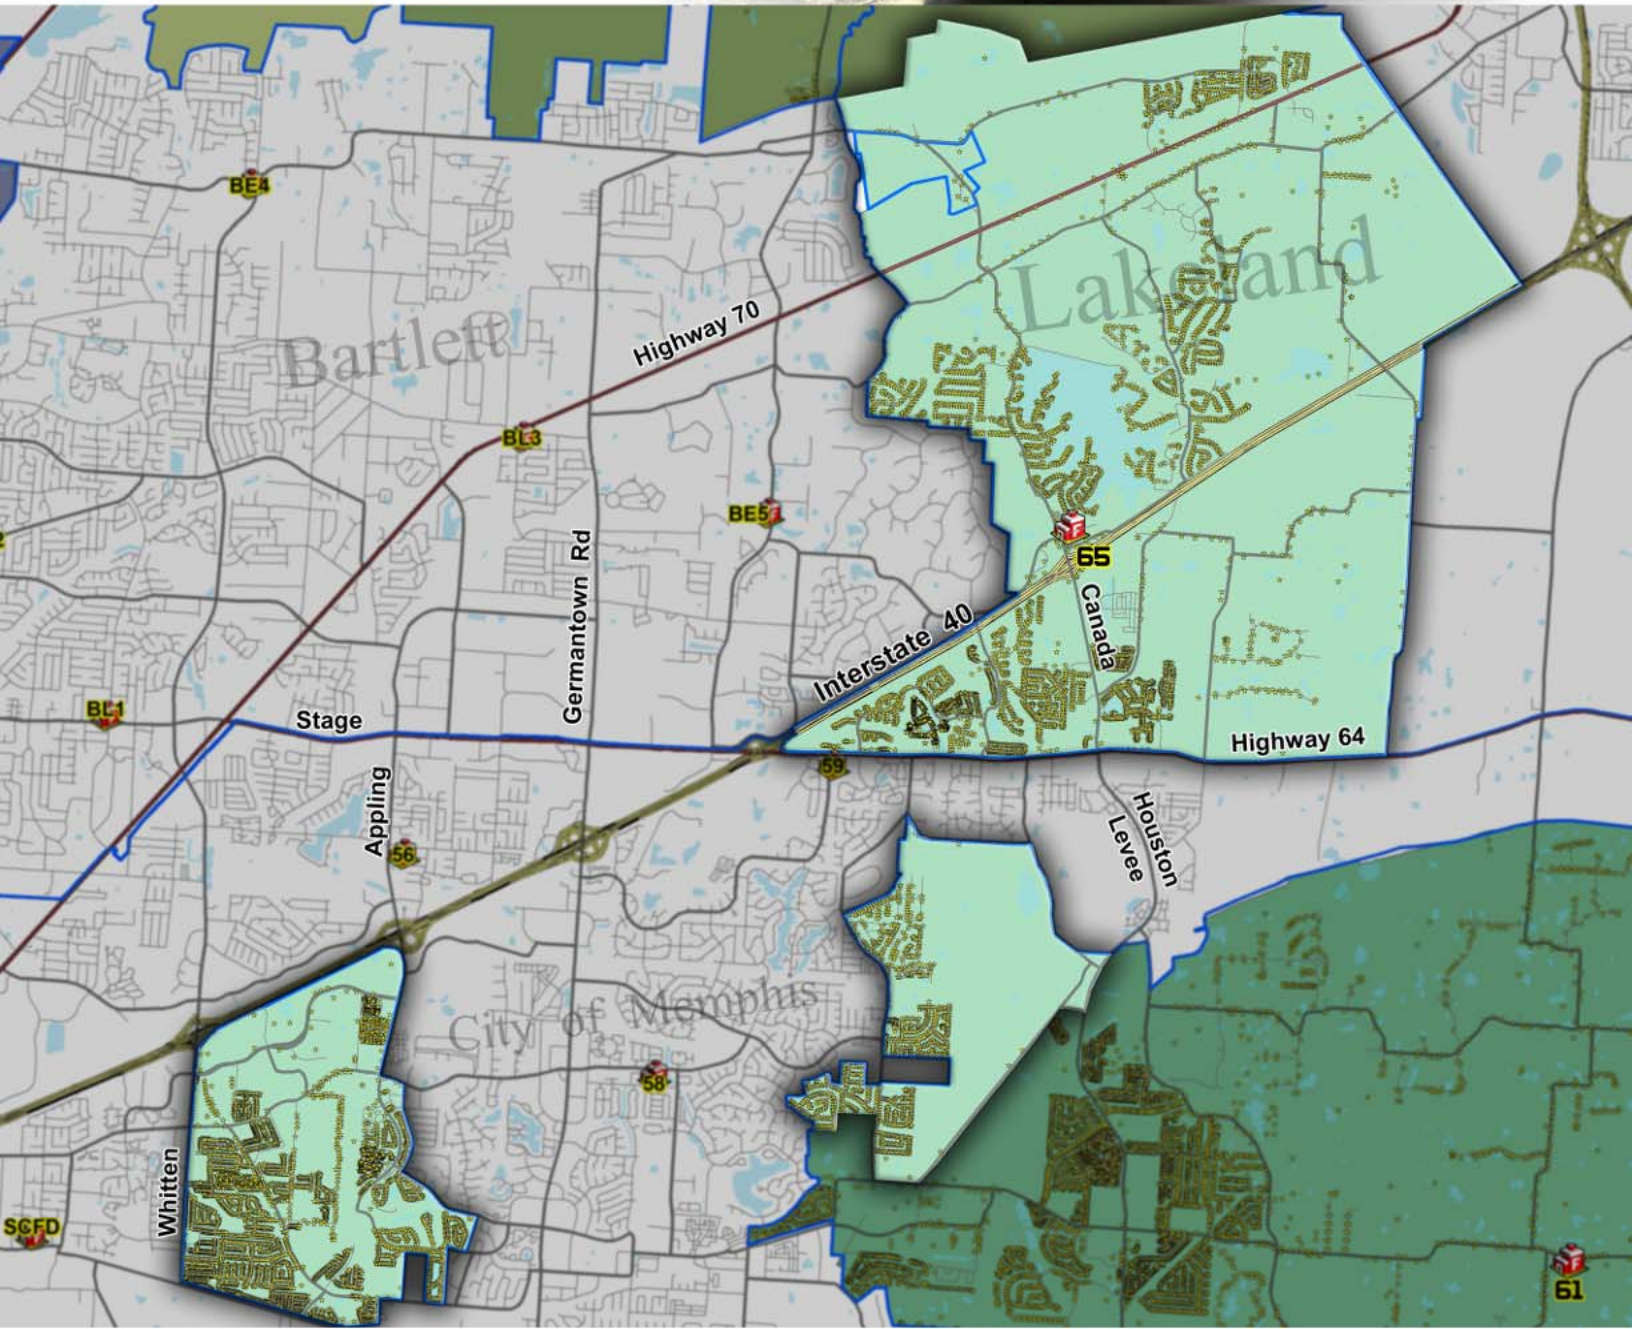 BE4
Lakeland
Bartlett
Highway 70
BL3
BE5
65
Germantown Rd
Canada
Interstate 40
BL1
Stage
Highway 64
59
Appling
56
Houston
Levee
City of Memphis
58
Whitten
SCFD
61
2